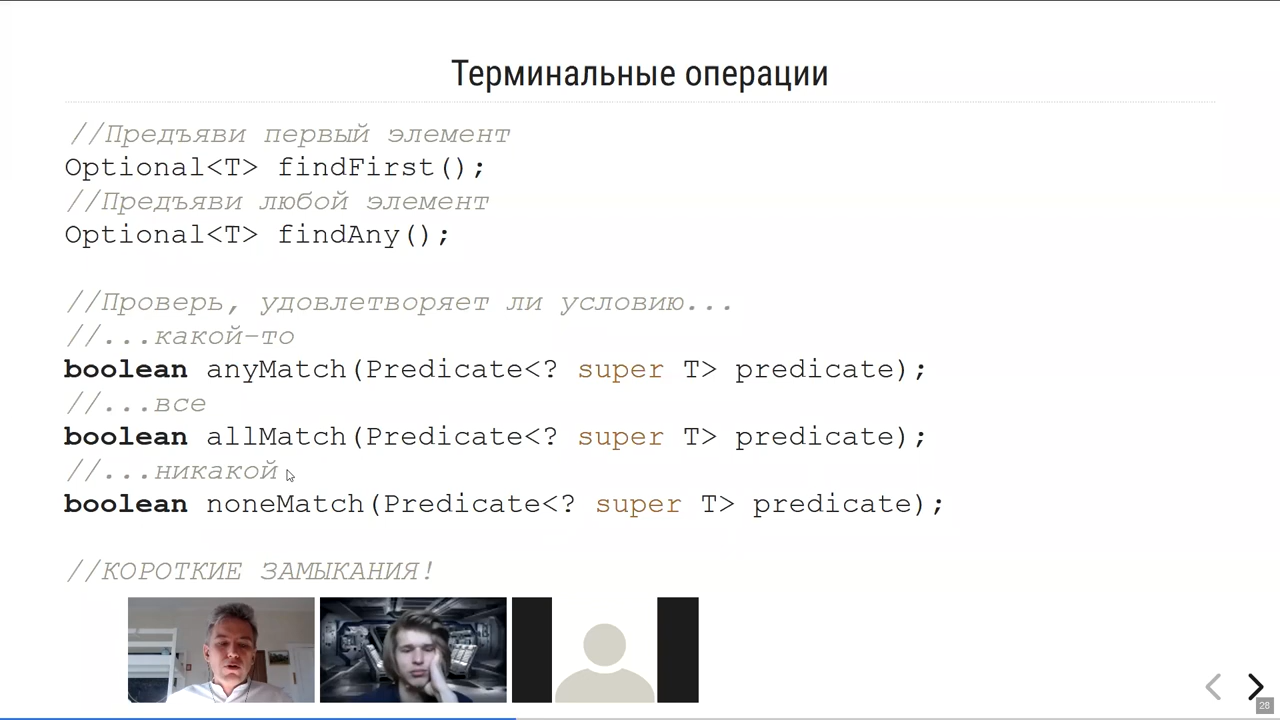 Терминальные операции
//Предъяви первый элемент
Optional<T> findFirst();
//Предъяви любой элемент
Optional<T> findAny();
//Проверь, удовлетворяет ли условию...
//...какой-то
boolean anyMatch(Predicate<? super T> predicate);
//...все
boolean allMatch(Predicate<? super T> predicate);
//...никакой
boolean noneMatch(Predicate<? super T> predicate);
//КОРОТКИЕ ЗАМЫКАНИЯ!
28